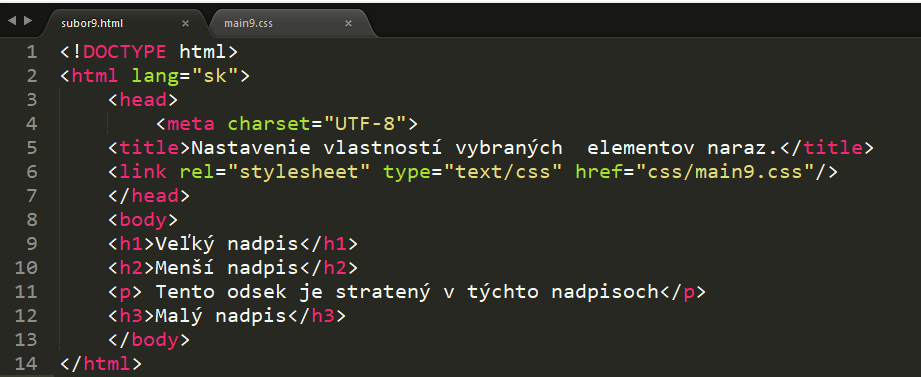 subor9.html × main9.css ×
1 <!DOCTYPE html>
2 <html lang="sk">
3 <head>
4 <meta charset="UTF-8">
5 <title>Nastavenie vlastností vybraných  elementov naraz.</title>
6 <link rel="stylesheet" type="text/css" href="css/main9.css"/>
7 </head>
8 <body>
9 <h1>Veľký nadpis</h1>
10 <h2>Menší nadpis</h2>
11 <p> Tento odsek je stratený v týchto nadpisoch</p>
12 <h3>Malý nadpis</h3>
13 </body>
14 </html>